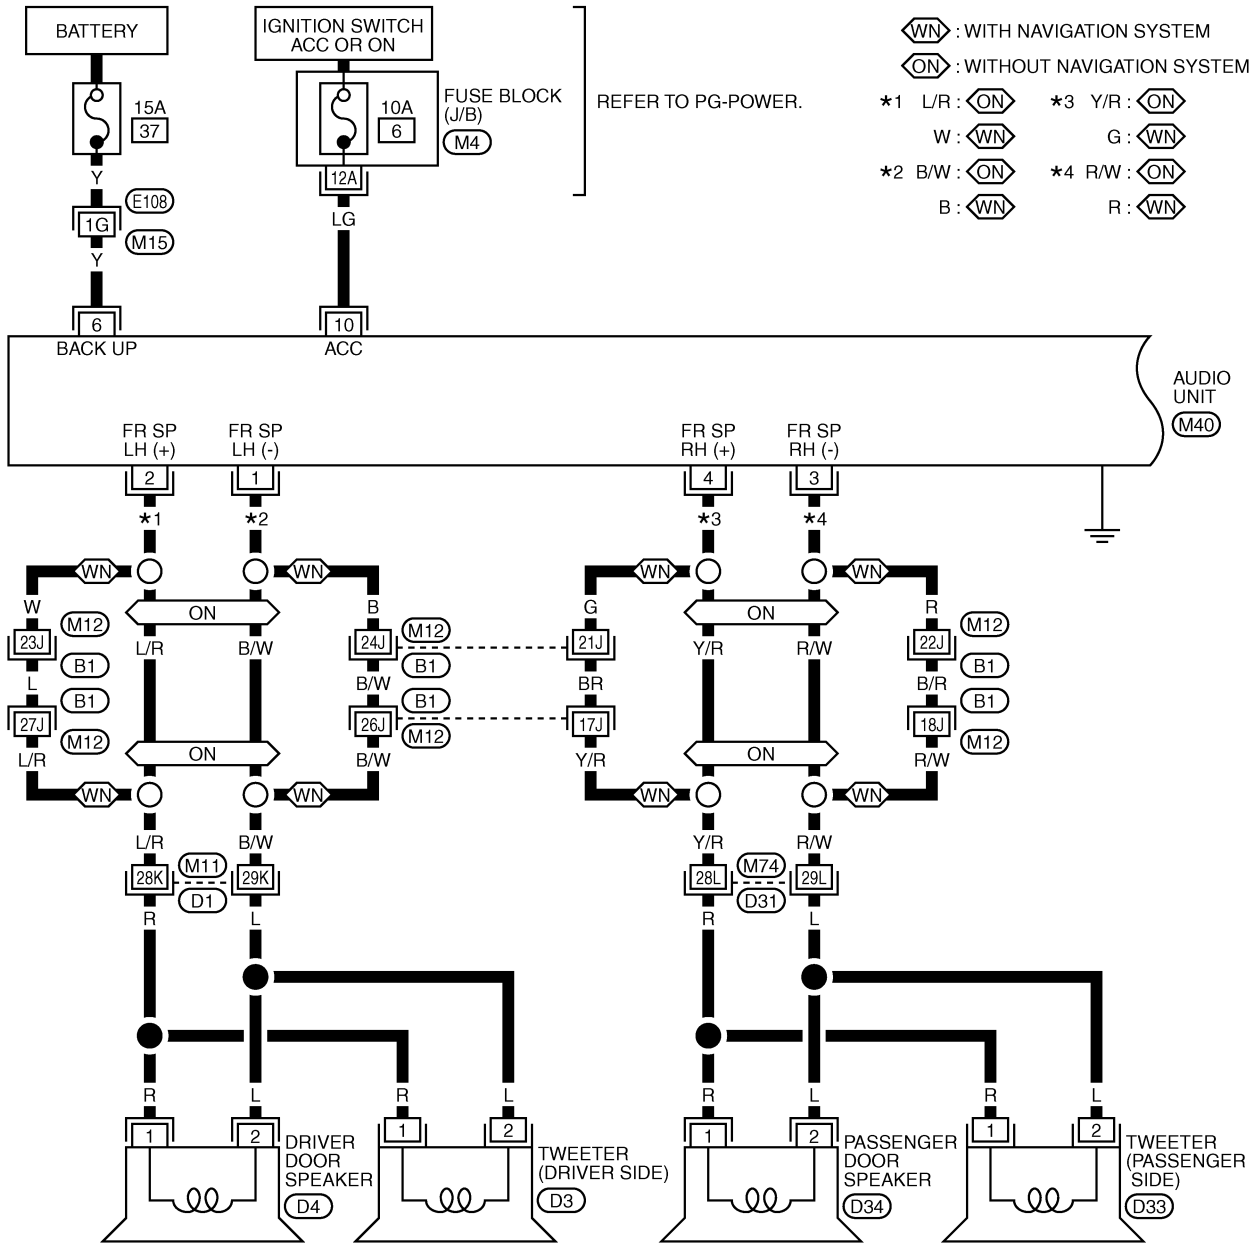 BATTERY
IGNITION SWITCH
ACC OR ON
WN : WITH NAVIGATION SYSTEM
ON : WITHOUT NAVIGATION SYSTEM
15A
37
10A
6
FUSE BLOCK
(J/B)
M4
REFER TO PG-POWER.
*1 L/R : ON *3 Y/R : ON
W : WN G : WN
*2 B/W : ON *4 R/W : ON
B : WN R : WN
Y
12A
E108
1G
M15
LG
Y
6
10
BACK UP
ACC
AUDIO
UNIT
M40
FR SP
LH (+)
FR SP
LH (-)
FR SP
RH (+)
FR SP
RH (-)
2 1 4 3
*1 *2 *3 *4
WN WN WN WN
W ON B G ON R
M12 M12 M12
23J L/R B/W 24J 21J Y/R R/W 22J
B1 B1 B1
L B/W BR B/R
B1 B1 B1
27J 26J 17J 18J
M12 M12 M12
L/R ON B/W Y/R ON R/W
WN WN WN WN
L/R B/W Y/R R/W
28K M11 29K 28L M74 29L
D1 D31
R L R L
R L R L R L R L
1 2 1 2 1 2 1 2
DRIVER
DOOR
SPEAKER
D4
TWEETER
(DRIVER SIDE)
D3
PASSENGER
DOOR
SPEAKER
D34
TWEETER
(PASSENGER
SIDE)
D33